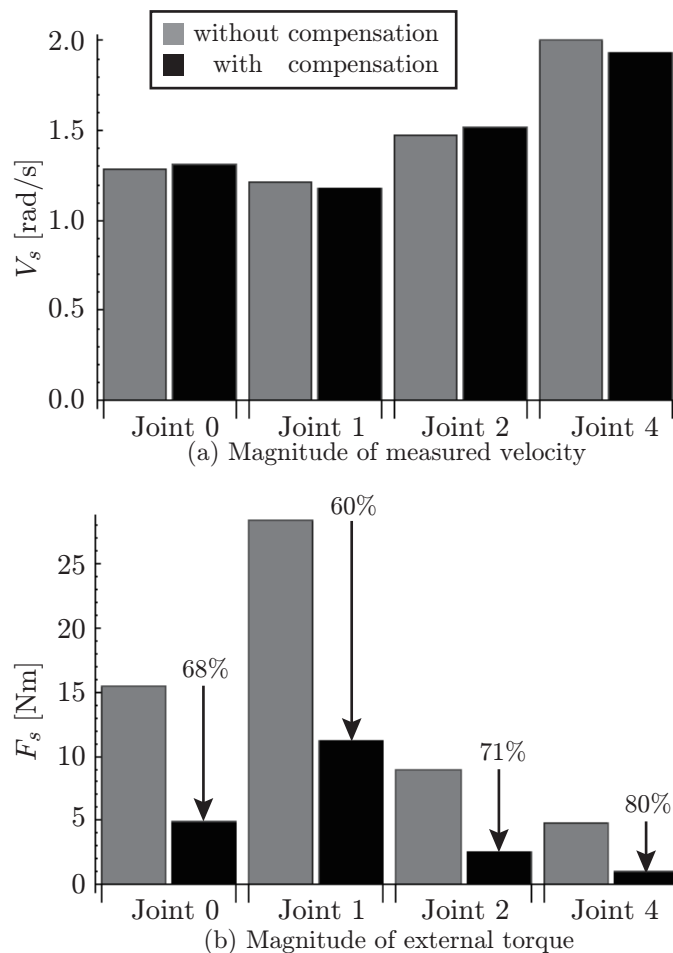 without compensation
with compensation
2.0
1.5
1.0
0.5
0.0
V_s [rad/s]
Joint 0 Joint 1 Joint 2 Joint 4
(a) Magnitude of measured velocity
60%
68%
71%
80%
25
20
15
10
5
0
F_s [Nm]
Joint 0 Joint 1 Joint 2 Joint 4
(b) Magnitude of external torque